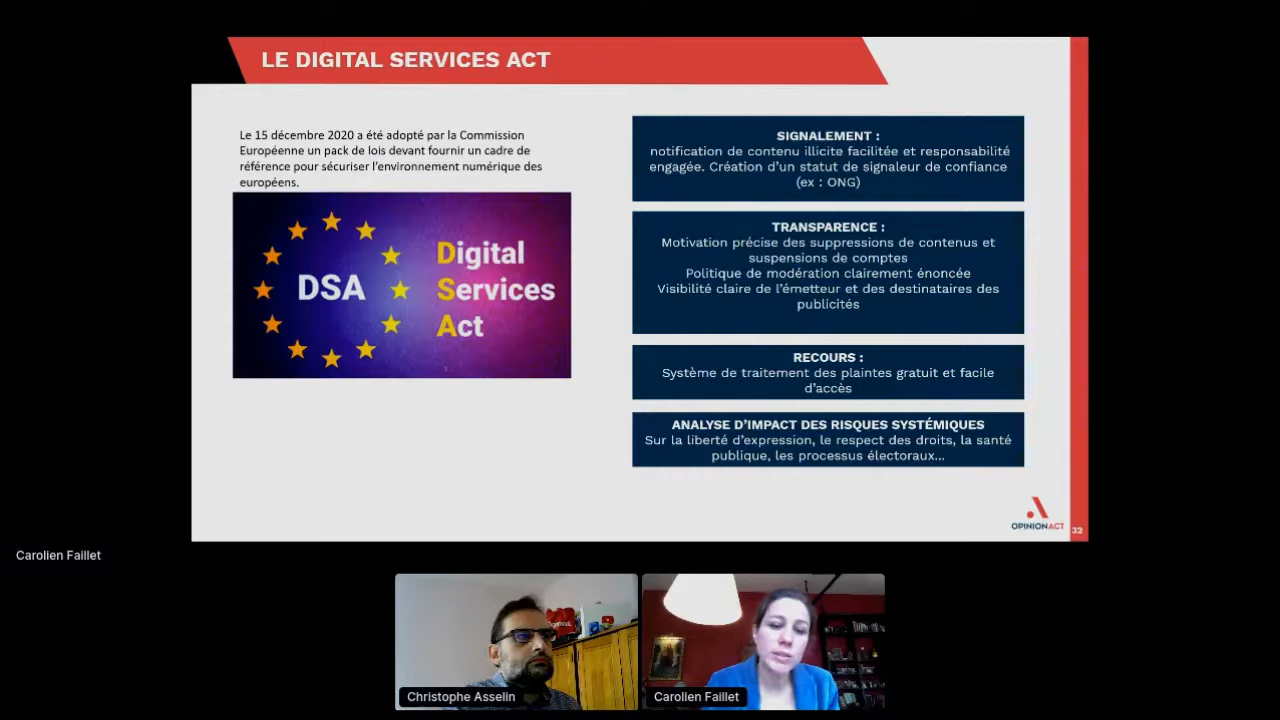 LE DIGITAL SERVICES ACT
Le 15 décembre 2020 a été adopté par la Commission
Européenne un pack de lois devant fournir un cadre de
référence pour sécuriser l'environnement numérique des
européens.
DSA
Digital
Services
Act
SIGNALEMENT :
notification de contenu illicite facilitée et responsabilité
engagée. Création d'un statut de signaleur de confiance
(ex : ONG)
TRANSPARENCE :
Motivation précise des suppressions de contenus et
suspensions de comptes
Politique de modération clairement énoncée
Visibilité claire de l'émetteur et des destinataires des
publicités
RECOURS :
Système de traitement des plaintes gratuit et facile
d'accès
ANALYSE D'IMPACT DES RISQUES SYSTÉMIQUES
Sur la liberté d'expression, le respect des droits, la santé
publique, les processus électoraux...
OPINIONACT
32
Carolien Faillet
Christophe Asselin
Carolien Faillet